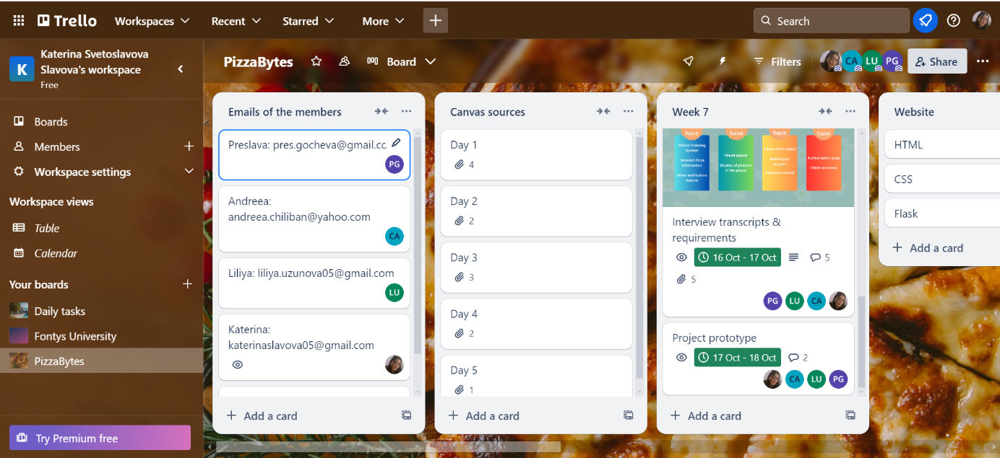 Trello
Workspaces
Recent
Starred
More
Search
K
Katerina Svetoslavova
Slavova's workspace
Free
Boards
Members
Workspace settings
Workspace views
Table
Calendar
Your boards
Daily tasks
Fontys University
PizzaBytes
Try Premium free
PizzaBytes
Board
Filters
CA
LU
PG
Share
Emails of the members
Preslava: pres.gocheva@gmail.cc
PG
Andreea:
andreea.chiliban@yahoo.com
CA
Liliya: liliya.uzunova05@gmail.com
LU
Katerina:
katerinaslavova05@gmail.com
Add a card
Canvas sources
Day 1
4
Day 2
2
Day 3
3
Day 4
2
Day 5
1
Add a card
Week 7
have have have have
Online Ordering
System
Detailed Pizza
Information
Order notification
feature
Visual appeal
Display of pictures
of the pizzas
Multilingual
support
Payment method
Authorization page
Client accounts
Interview transcripts &
requirements
16 Oct - 17 Oct
5
5
PG LU CA
Project prototype
17 Oct - 18 Oct
2
CA LU PG
Add a card
Website
HTML
CSS
Flask
Add a card